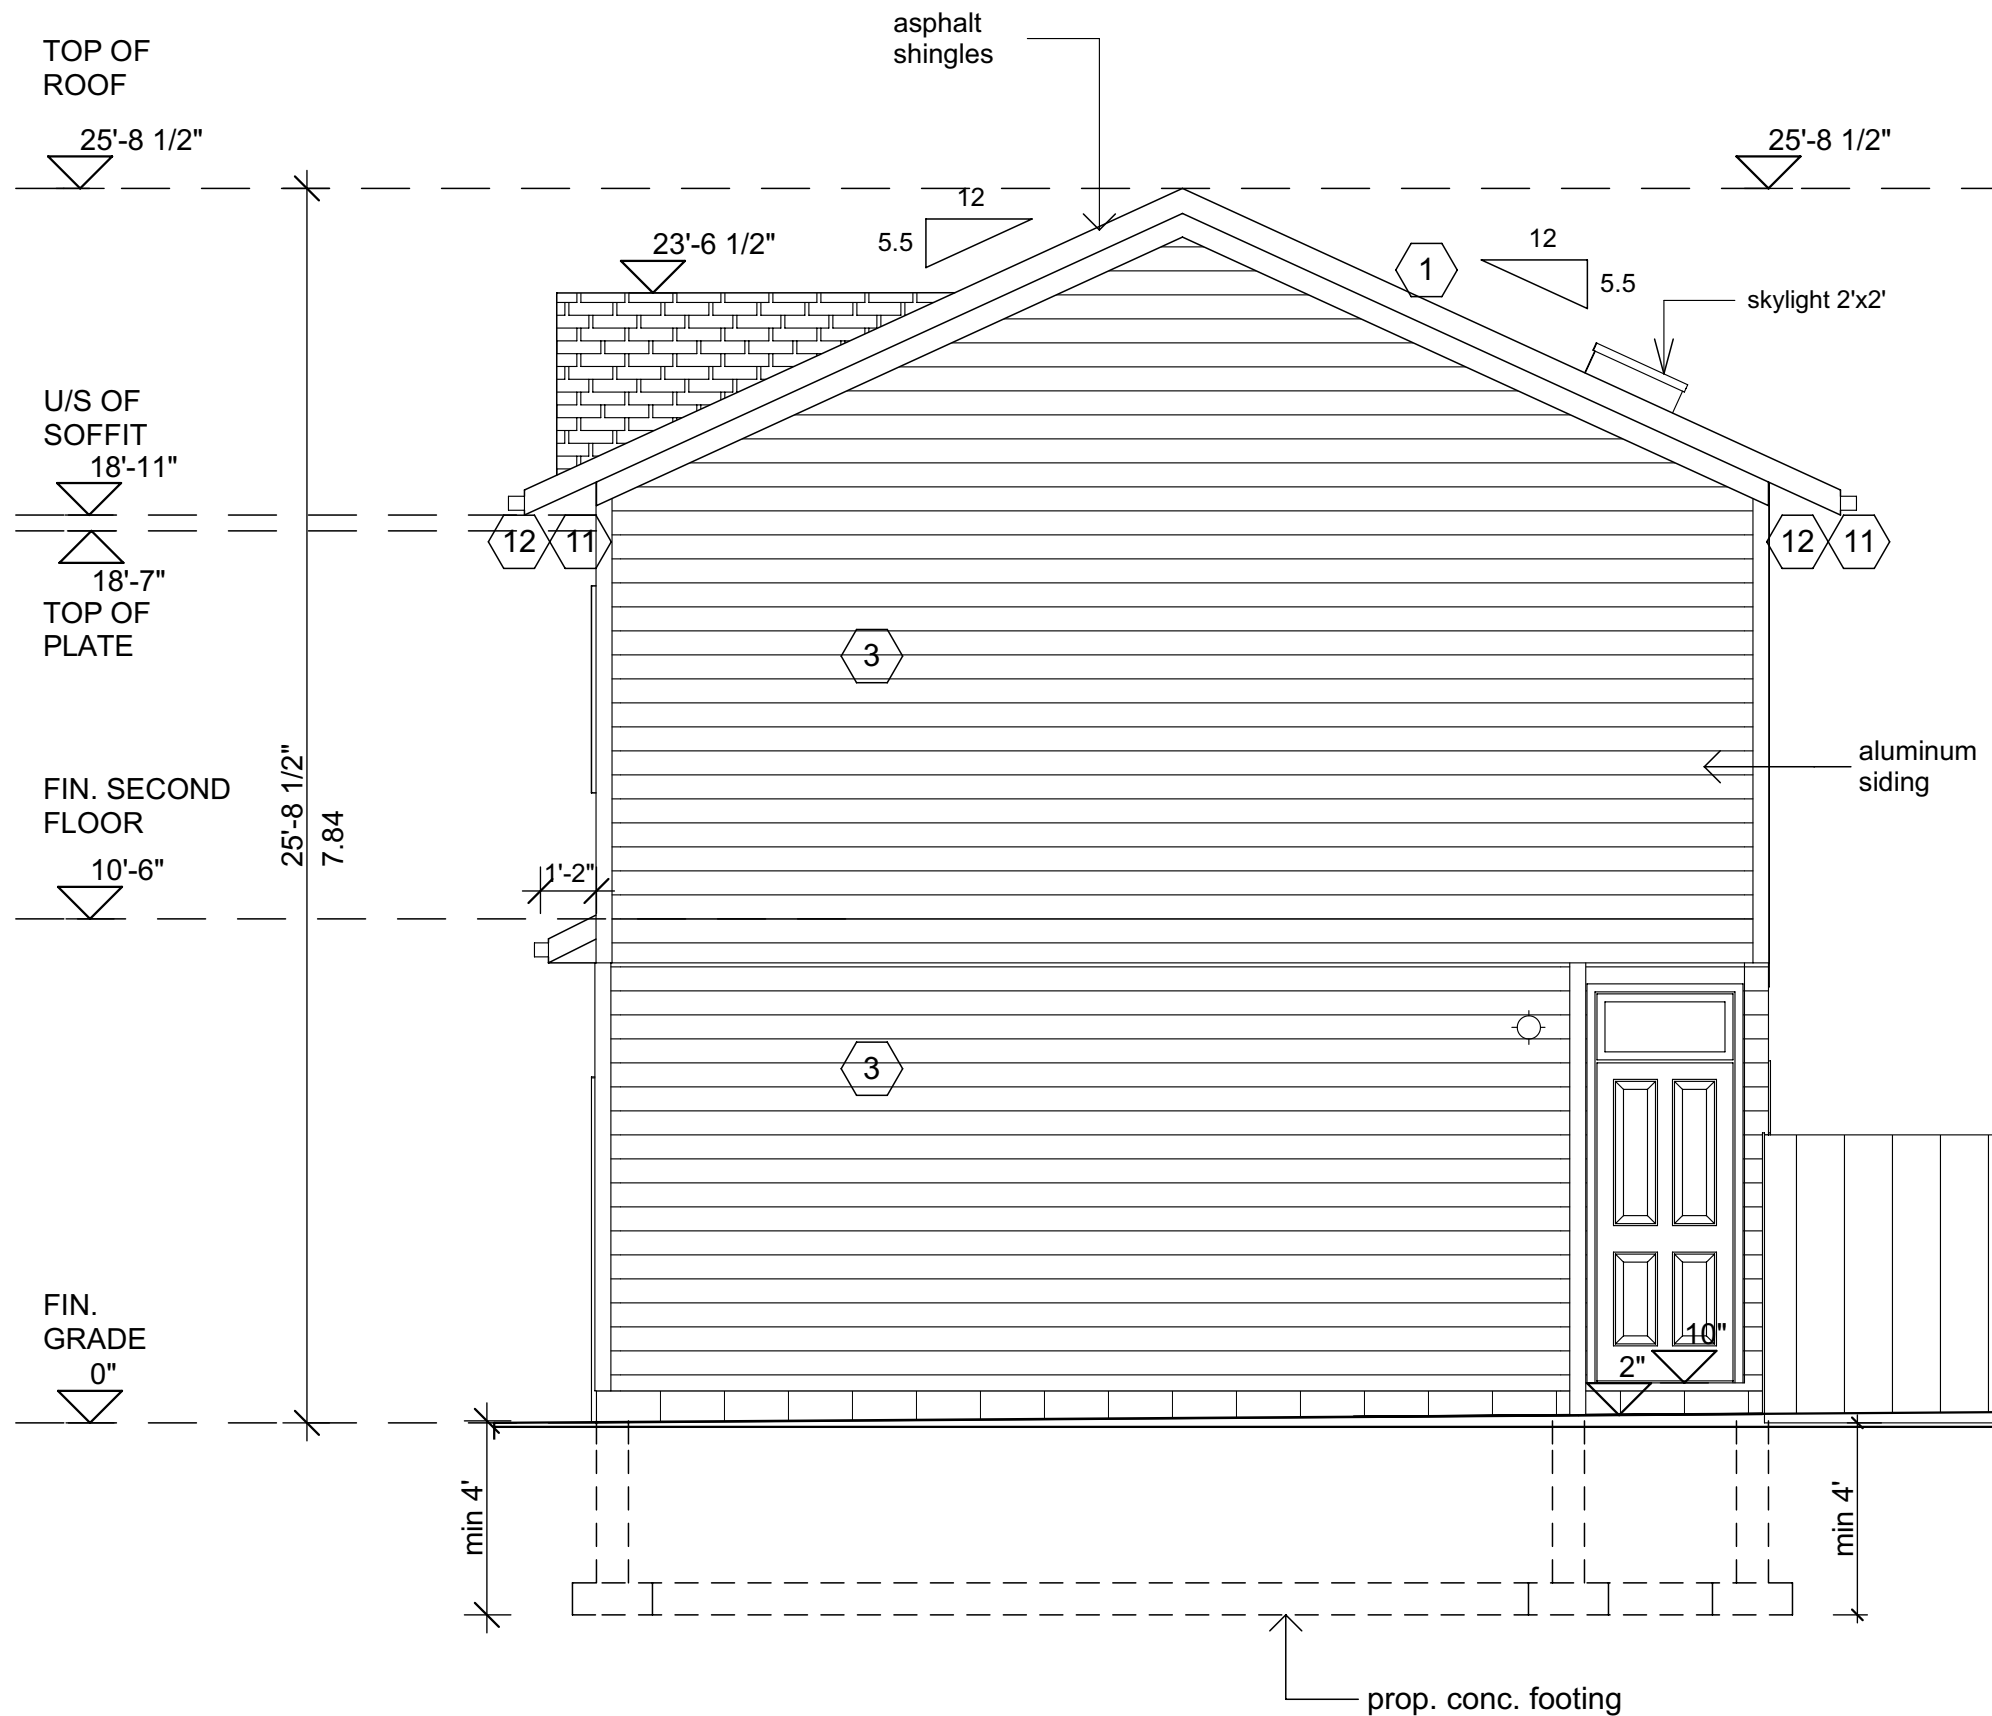 asphalt
shingles
TOP OF
ROOF
25'-8 1/2"
25'-8 1/2"
12
5.5
23'-6 1/2"
1
12
5.5
skylight 2'x2'
U/S OF
SOFFIT
18'-11"
12
11
12
11
18'-7"
TOP OF
PLATE
3
aluminum
siding
25'-8 1/2"
7.84
FIN. SECOND
FLOOR
10'-6"
1'-2"
3
FIN.
GRADE
0"
10"
2"
min 4'
min 4'
prop. conc. footing